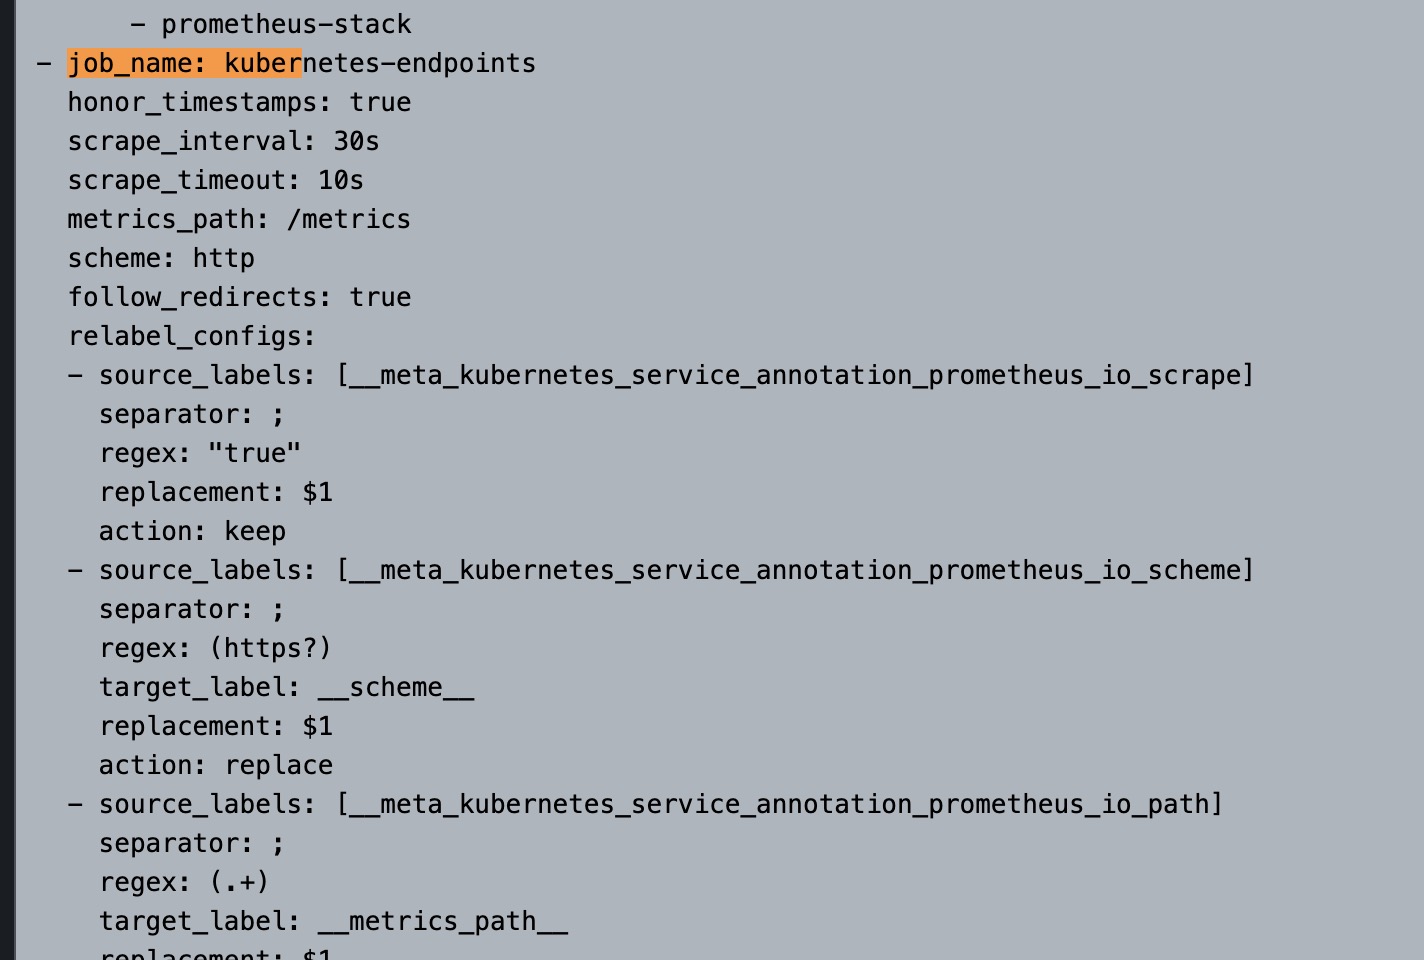 - prometheus-stack
- job_name: kubernetes-endpoints
honor_timestamps: true
scrape_interval: 30s
scrape_timeout: 10s
metrics_path: /metrics
scheme: http
follow_redirects: true
relabel_configs:
- source_labels: [__meta_kubernetes_service_annotation_prometheus_io_scrape]
separator: ;
regex: "true"
replacement: $1
action: keep
- source_labels: [__meta_kubernetes_service_annotation_prometheus_io_scheme]
separator: ;
regex: (https?)
target_label: __scheme__
replacement: $1
action: replace
- source_labels: [__meta_kubernetes_service_annotation_prometheus_io_path]
separator: ;
regex: (.+)
target_label: __metrics_path__
replacement: $1